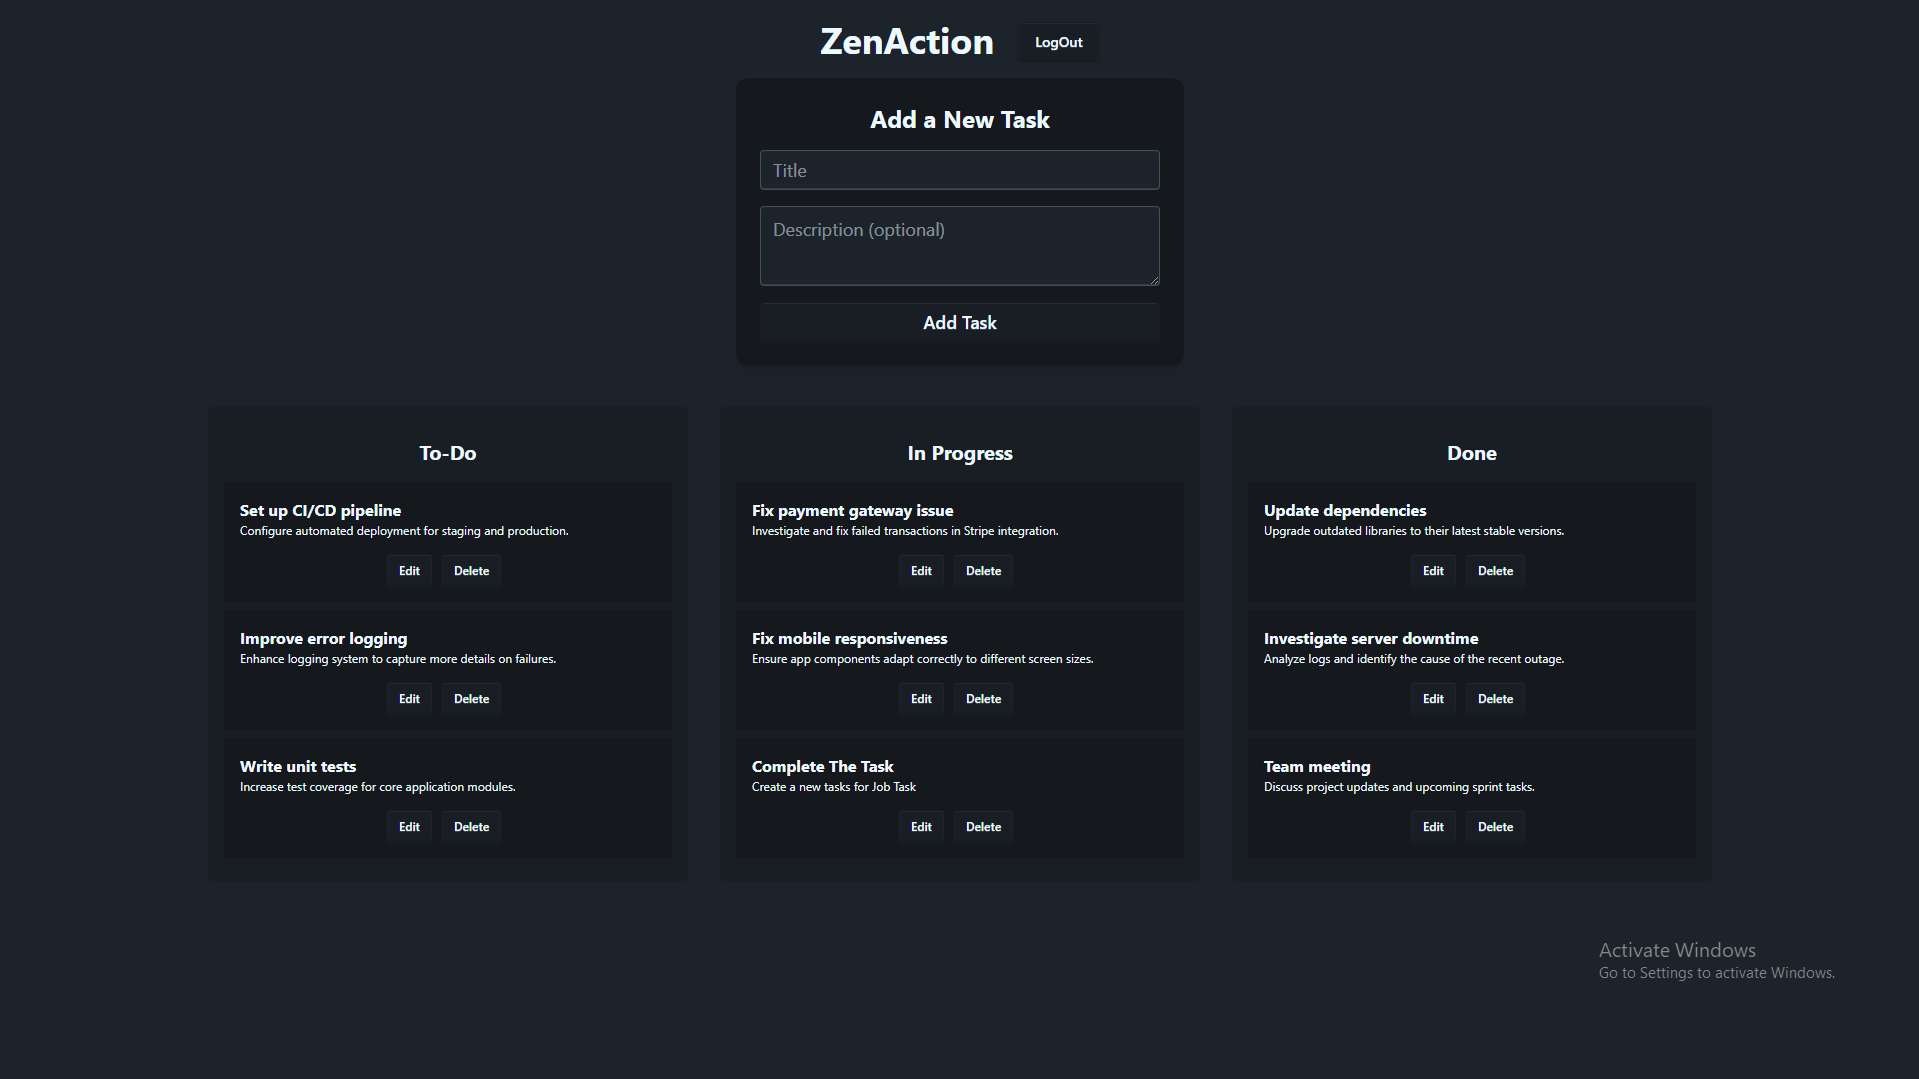 ZenAction
LogOut
Add a New Task
Title
Description (optional)
Add Task
To-Do
Set up CI/CD pipeline
Configure automated deployment for staging and production.
Edit Delete
Improve error logging
Enhance logging system to capture more details on failures.
Edit Delete
Write unit tests
Increase test coverage for core application modules.
Edit Delete
In Progress
Fix payment gateway issue
Investigate and fix failed transactions in Stripe integration.
Edit Delete
Fix mobile responsiveness
Ensure app components adapt correctly to different screen sizes.
Edit Delete
Complete The Task
Create a new tasks for Job Task
Edit Delete
Done
Update dependencies
Upgrade outdated libraries to their latest stable versions.
Edit Delete
Investigate server downtime
Analyze logs and identify the cause of the recent outage.
Edit Delete
Team meeting
Discuss project updates and upcoming sprint tasks.
Edit Delete
Activate Windows
Go to Settings to activate Windows.